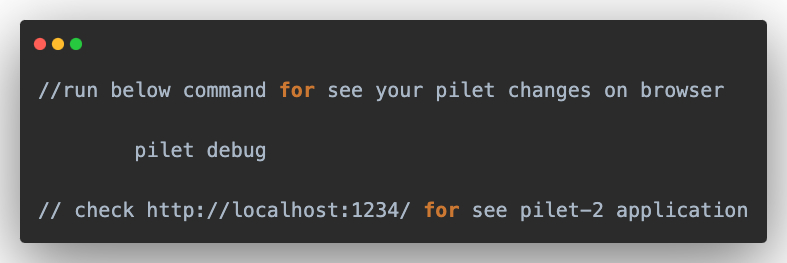 //run below command for see your pilet changes on browser
pilet debug
// check http://localhost:1234/ for see pilet-2 application